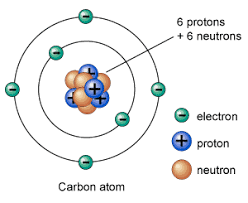 6 protons
+ 6 neutrons
electron
proton
neutron
Carbon atom